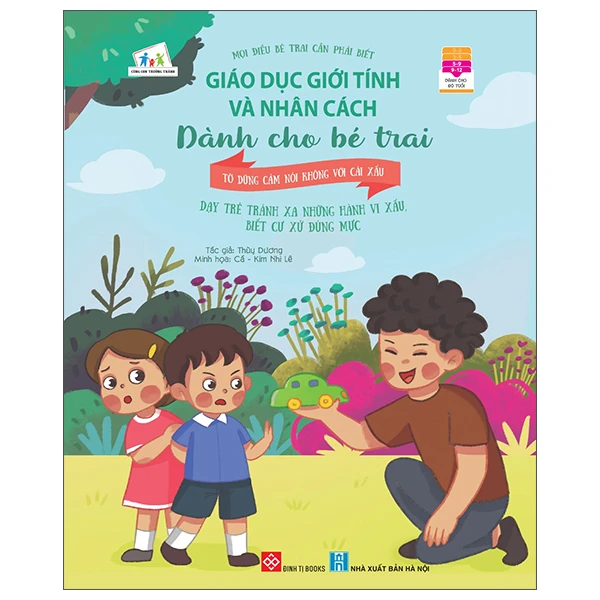 MỌI ĐIỀU BÉ TRAI CẦN PHẢI BIẾT
GIÁO DỤC GIỚI TÍNH
VÀ NHÂN CÁCH
Dành cho bé trai
TỚ DŨNG CẢM NÓI KHÔNG VỚI CÁI XẤU
DẠY TRẺ TRÁNH XA NHỮNG HÀNH VI XẤU,
BIẾT CƯ XỬ ĐÚNG MỰC
Tác giả: Thùy Dương
Minh họa: Cá - Kim Nhi Lê
CÙNG CON TRƯỞNG THÀNH
5-9
9-12
DÀNH CHO
ĐỘ TUỔI
ĐINH TỊ BOOKS
NHÀ XUẤT BẢN HÀ NỘI